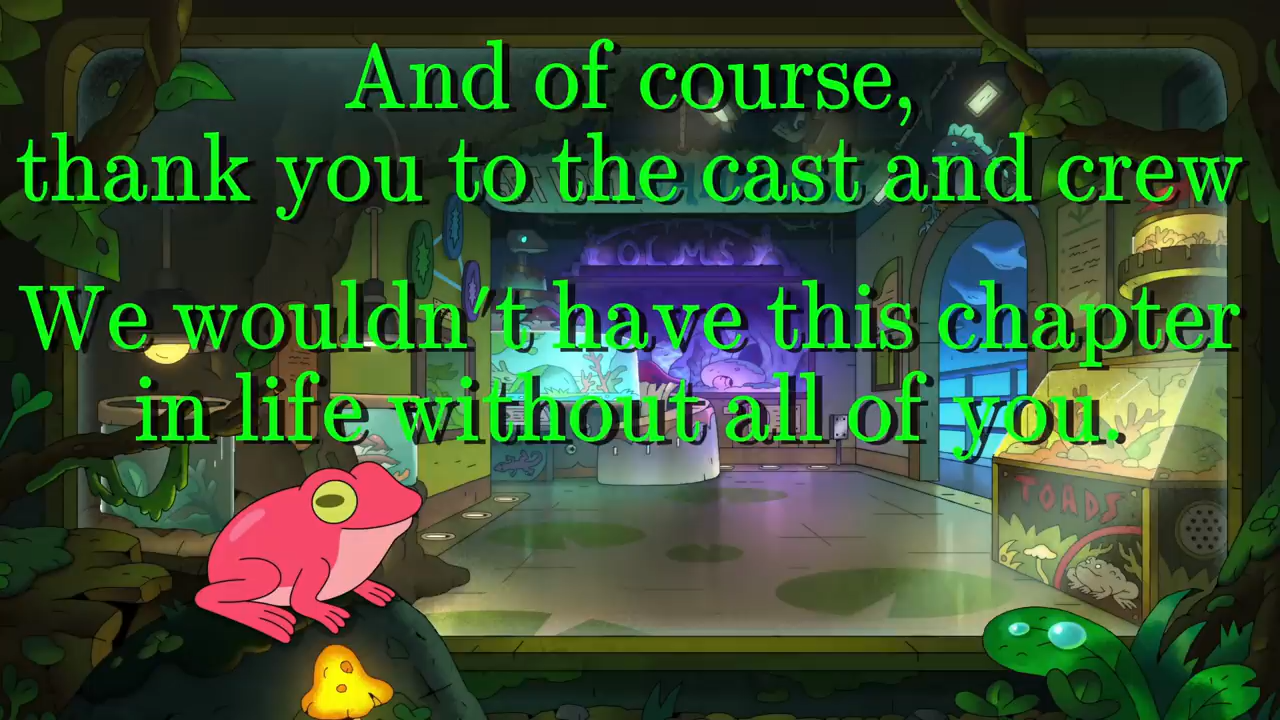 And of course,
thank you to the cast and crew
OLMS
We wouldn't have this chapter
in life without all of you.
TOADS